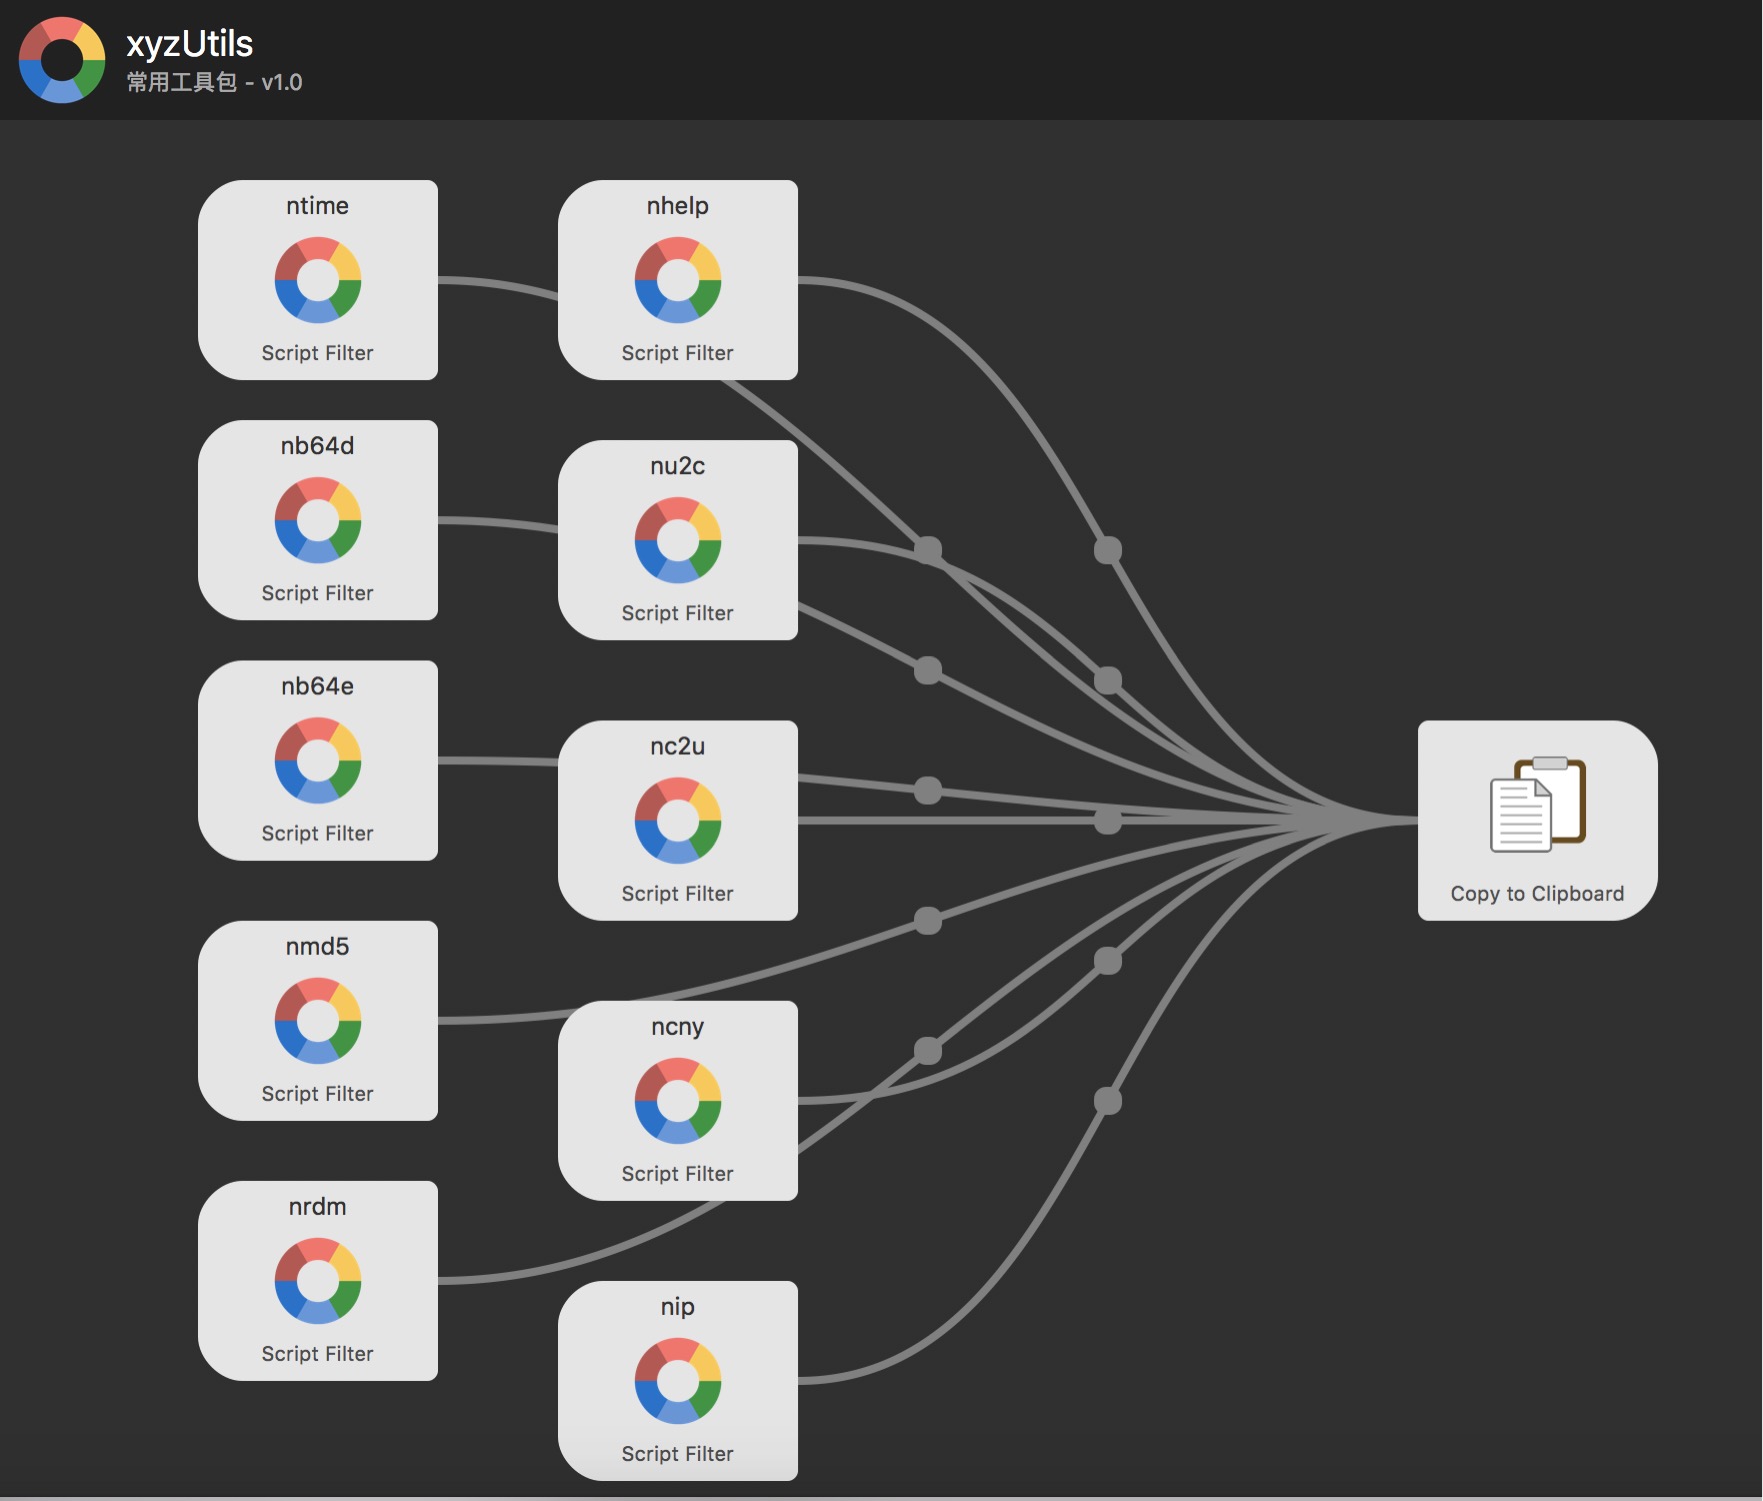 xyzUtils
常用工具包 - v1.0
ntime
Script Filter
nhelp
Script Filter
nb64d
Script Filter
nu2c
Script Filter
nb64e
Script Filter
nc2u
Script Filter
Copy to Clipboard
nmd5
Script Filter
ncny
Script Filter
nrdm
Script Filter
nip
Script Filter